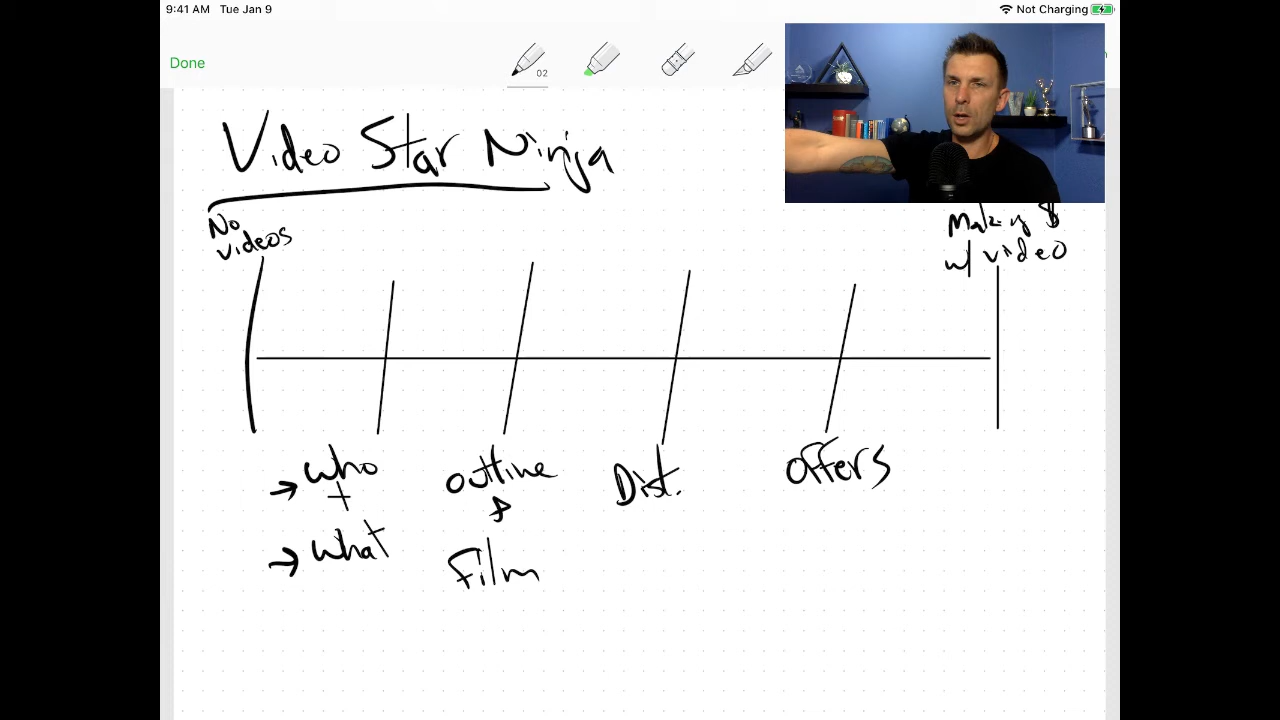 9:41 AM Tue Jan 9
Not Charging
Done
02
Video Star Ninja
No
videos
Making $
w/ video
→ who
+
→ what
outline
&
Film
Dist.
offers